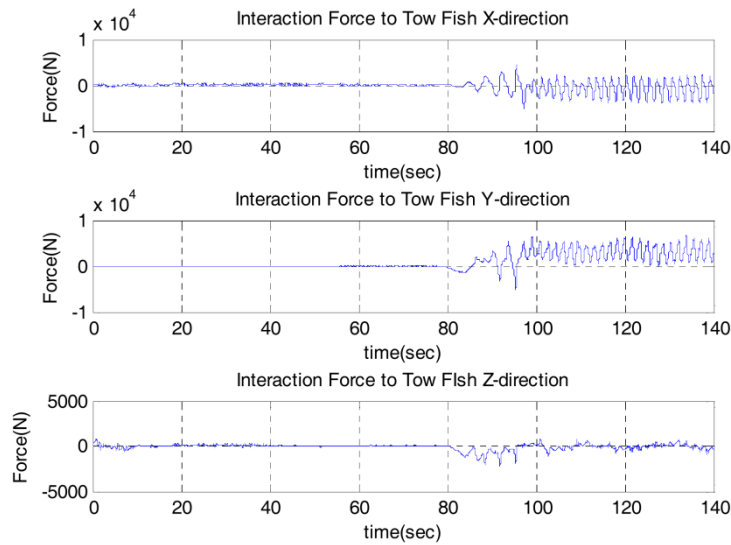 Interaction Force to Tow Fish X-direction
x 10^4
Force(N)
1
0
-1
0 20 40 60 80 100 120 140
time(sec)
Interaction Force to Tow Fish Y-direction
x 10^4
Force(N)
1
0
-1
0 20 40 60 80 100 120 140
time(sec)
Interaction Force to Tow FIsh Z-direction
Force(N)
5000
0
-5000
0 20 40 60 80 100 120 140
time(sec)